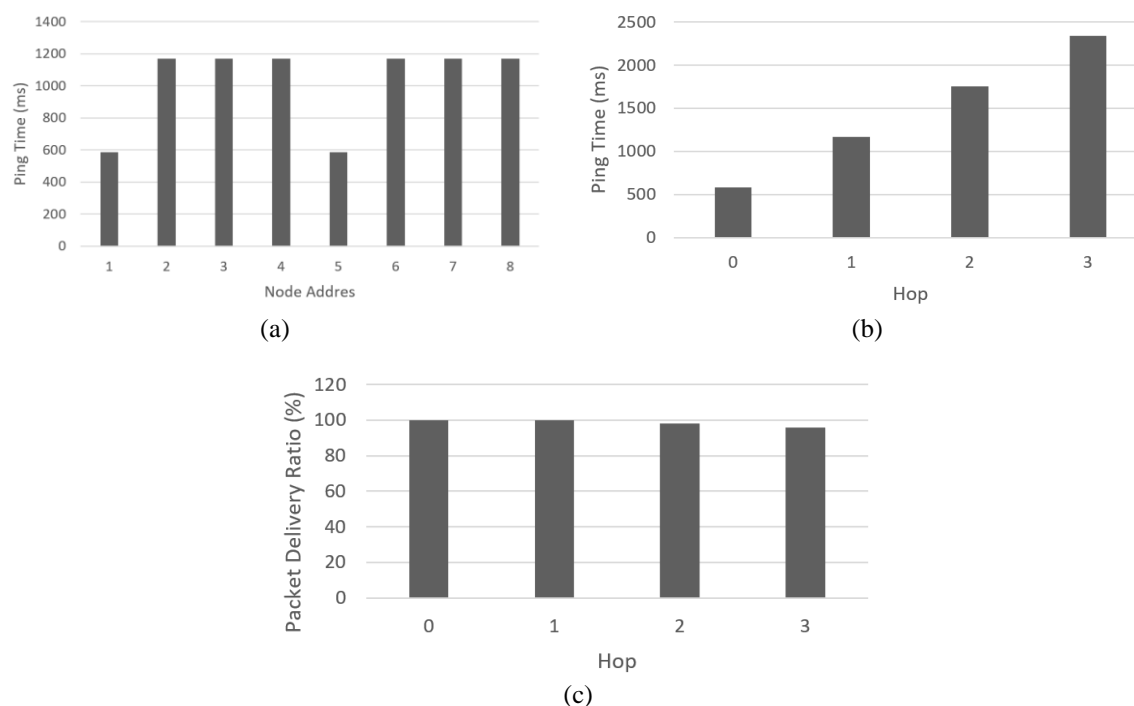 Ping Time (ms)
1400
1200
1000
800
600
400
200
0
1 2 3 4 5 6 7 8
Node Addres
(a)
Ping Time (ms)
2500
2000
1500
1000
500
0
0 1 2 3
Hop
(b)
Packet Delivery Ratio (%)
120
100
80
60
40
20
0
0 1 2 3
Hop
(c)